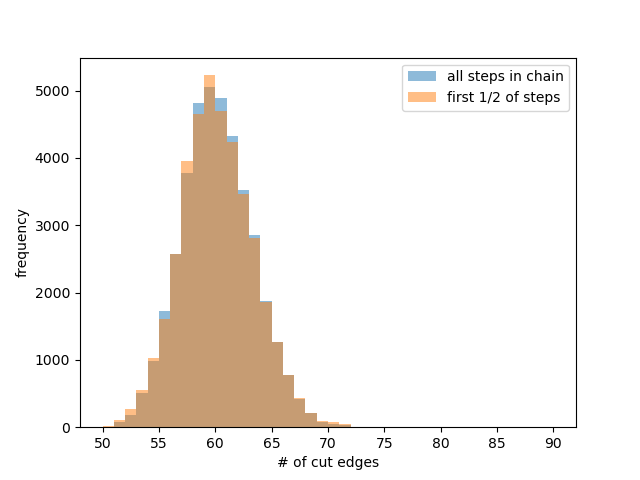 all steps in chain
first 1/2 of steps
5000
4000
3000
2000
1000
0
frequency
50 55 60 65 70 75 80 85 90
# of cut edges